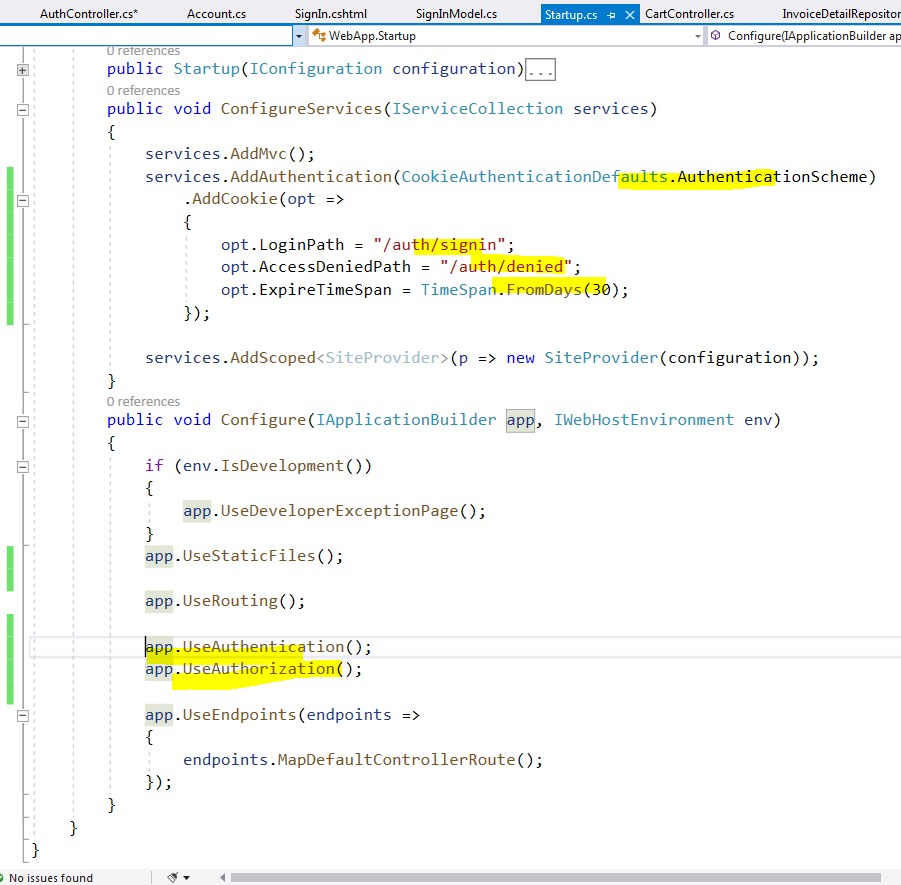 AuthController.cs* Account.cs SignIn.cshtml SignInModel.cs Startup.cs CartController.cs InvoiceDetailRepositor
WebApp.Startup Configure(IApplicationBuilder ap
0 references
public Startup(IConfiguration configuration)...
0 references
public void ConfigureServices(IServiceCollection services)
{
services.AddMvc();
services.AddAuthentication(CookieAuthenticationDefaults.AuthenticationScheme)
.AddCookie(opt =>
{
opt.LoginPath = "/auth/signin";
opt.AccessDeniedPath = "/auth/denied";
opt.ExpireTimeSpan = TimeSpan.FromDays(30);
});
services.AddScoped<SiteProvider>(p => new SiteProvider(configuration));
}
0 references
public void Configure(IApplicationBuilder app, IWebHostEnvironment env)
{
if (env.IsDevelopment())
{
app.UseDeveloperExceptionPage();
}
app.UseStaticFiles();
app.UseRouting();
app.UseAuthentication();
app.UseAuthorization();
app.UseEndpoints(endpoints =>
{
endpoints.MapDefaultControllerRoute();
});
}
}
}
No issues found